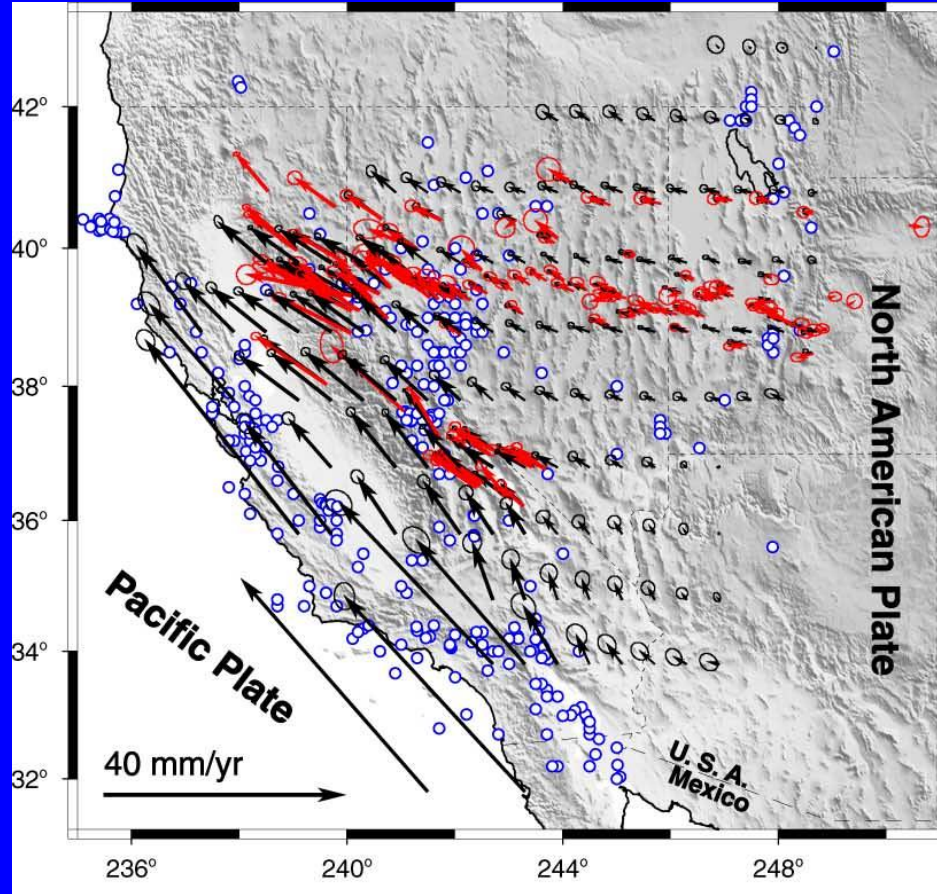 42°
40°
38°
36°
34°
32°
North American Plate
Pacific Plate
U. S. A.
Mexico
40 mm/yr
236°
240°
244°
248°